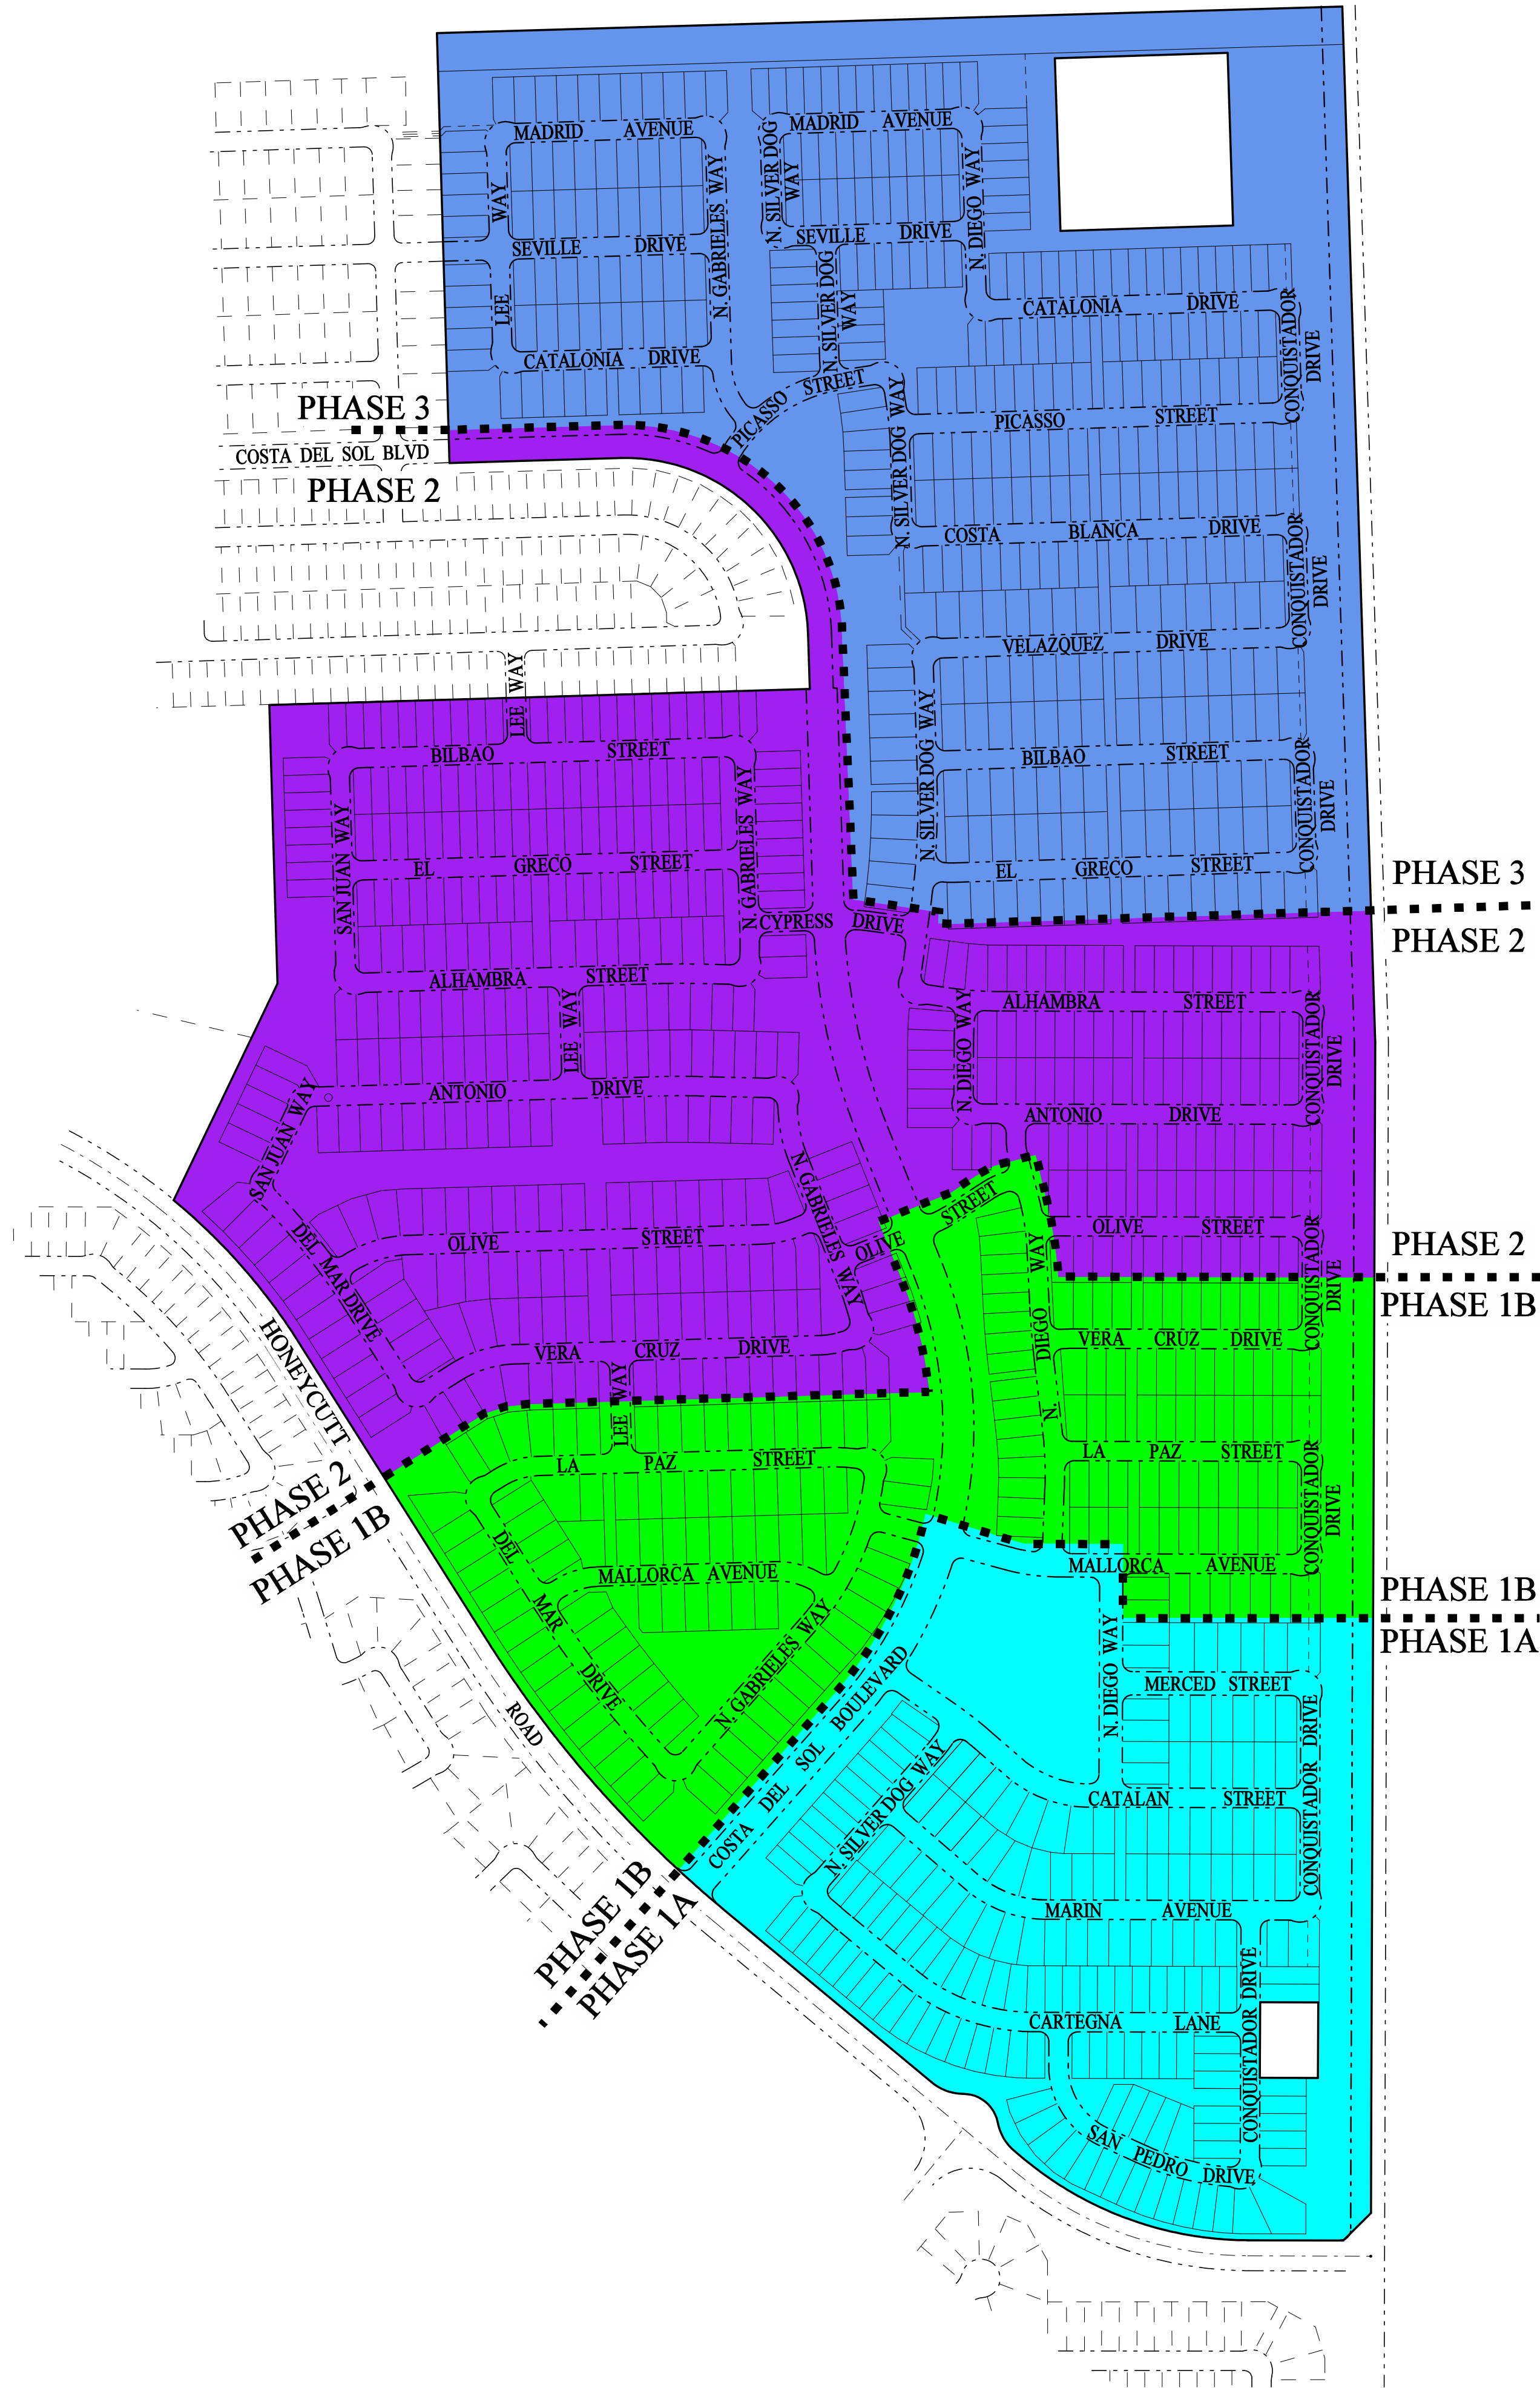 MADRID AVENUE
MADRID AVENUE
N. SILVER DOG
WAY
WAY
N. GABRIELES WAY
N. DIEGO WAY
SEVILLE DRIVE
SEVILLE DRIVE
LEE
N. SILVER DOG
WAY
CATALONIA DRIVE
CONQUISTADOR
DRIVE
CATALONIA DRIVE
PICASSO STREET
N. SILVER DOG WAY
PICASSO STREET
PHASE 3
COSTA DEL SOL BLVD
PHASE 2
COSTA BLANCA DRIVE
CONQUISTADOR
DRIVE
VELAZQUEZ DRIVE
LEE WAY
N. SILVER DOG WAY
BILBAO STREET
BILBAO STREET
CONQUISTADOR
DRIVE
SAN JUAN WAY
N. GABRIELES WAY
EL GRECO STREET
EL GRECO STREET
PHASE 3
PHASE 2
CYPRESS DRIVE
ALHAMBRA STREET
ALHAMBRA STREET
LEE WAY
N. DIEGO WAY
CONQUISTADOR
DRIVE
ANTONIO DRIVE
ANTONIO DRIVE
SAN JUAN WAY
N. GABRIELES WAY
DEL MAR DRIVE
OLIVE STREET
OLIVE STREET
OLIVE STREET
CONQUISTADOR
DRIVE
PHASE 2
PHASE 1B
N. DIEGO WAY
VERA CRUZ DRIVE
VERA CRUZ DRIVE
HONEYCUTT
LEE WAY
LA PAZ STREET
LA PAZ STREET
CONQUISTADOR
DRIVE
PHASE 2
PHASE 1B
DEL MAR DRIVE
MALLORCA AVENUE
MALLORCA AVENUE
PHASE 1B
PHASE 1A
N. GABRIELES WAY
N. DIEGO WAY
ROAD
COSTA DEL SOL BOULEVARD
MERCED STREET
CONQUISTADOR DRIVE
N. SILVER DOG WAY
CATALAN STREET
PHASE 1B
PHASE 1A
MARIN AVENUE
CONQUISTADOR DRIVE
CARTEGNA LANE
SAN PEDRO DRIVE